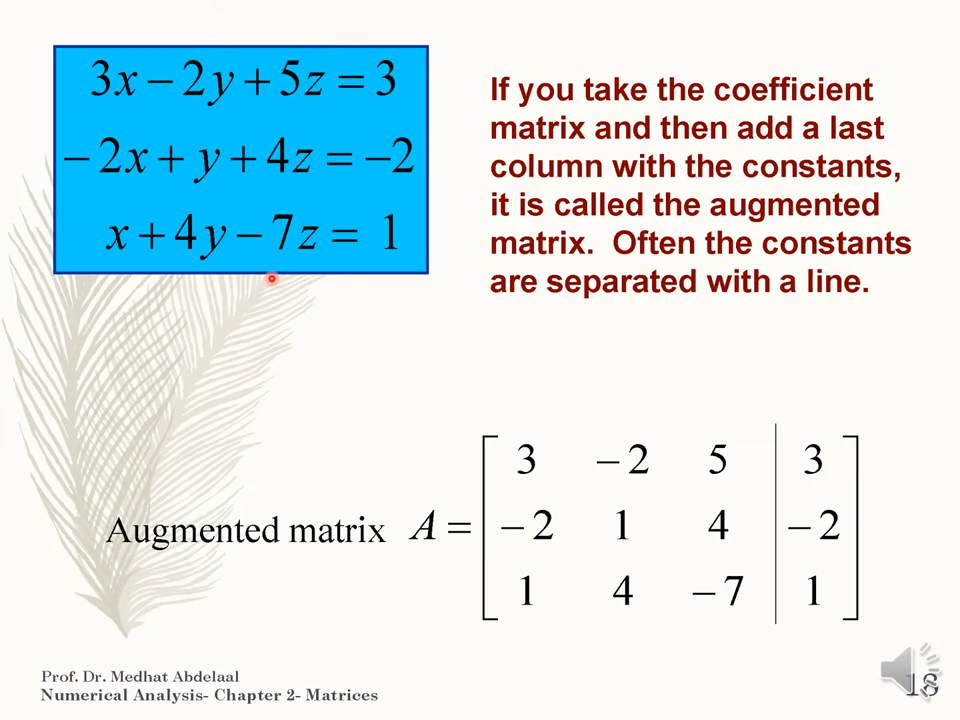 3x − 2y + 5z = 3
− 2x + y + 4z = −2
x + 4y − 7z = 1
If you take the coefficient
matrix and then add a last
column with the constants,
it is called the augmented
matrix.  Often the constants
are separated with a line.
Augmented matrix A =
3 − 2 5 3
− 2 1 4 − 2
1 4 − 7 1
Prof. Dr. Medhat Abdelaal
Numerical Analysis- Chapter 2- Matrices
18